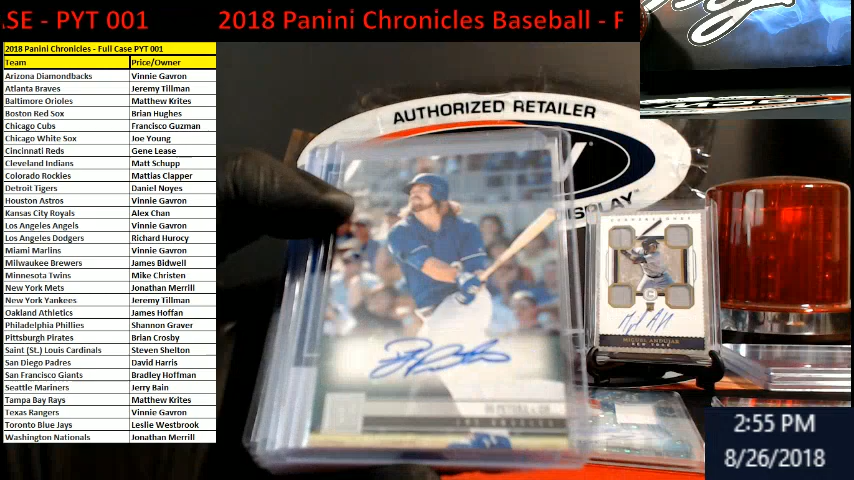 SE - PYT 001 2018 Panini Chronicles Baseball - F
2018 Panini Chronicles - Full Case PYT 001
Team Price/Owner
Arizona Diamondbacks Vinnie Gavron
Atlanta Braves Jeremy Tillman
Baltimore Orioles Matthew Krites
Boston Red Sox Brian Hughes
Chicago Cubs Francisco Guzman
Chicago White Sox Joe Young
Cincinnati Reds Gene Lease
Cleveland Indians Matt Schupp
Colorado Rockies Mattias Clapper
Detroit Tigers Daniel Noyes
Houston Astros Vinnie Gavron
Kansas City Royals Alex Chan
Los Angeles Angels Vinnie Gavron
Los Angeles Dodgers Richard Hurocy
Miami Marlins Vinnie Gavron
Milwaukee Brewers James Bidwell
Minnesota Twins Mike Christen
New York Mets Jonathan Merrill
New York Yankees Jeremy Tillman
Oakland Athletics James Hoffan
Philadelphia Phillies Shannon Graver
Pittsburgh Pirates Brian Crosby
Saint (St.) Louis Cardinals Steven Shelton
San Diego Padres David Harris
San Francisco Giants Bradley Hoffman
Seattle Mariners Jerry Bain
Tampa Bay Rays Matthew Krites
Texas Rangers Vinnie Gavron
Toronto Blue Jays Leslie Westbrook
Washington Nationals Jonathan Merrill
AUTHORIZED RETAILER
DISPLAY
LOS ANGELES
MIGUEL ANDUJAR
NEW YORK
2:55 PM
8/26/2018